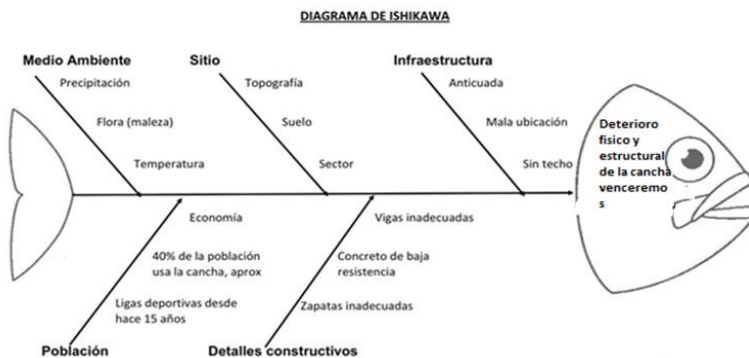 DIAGRAMA DE ISHIKAWA
Medio Ambiente
Sitio
Infraestructura
Precipitación
Topografía
Anticuada
Flora (maleza)
Suelo
Mala ubicación
Temperatura
Sector
Sin techo
Deterioro
fisico y
estructural
de la cancha
venceremo
s
Economía
Vigas inadecuadas
40% de la población
usa la cancha, aprox
Concreto de baja
resistencia
Ligas deportivas desde
hace 15 años
Zapatas inadecuadas
Población
Detalles constructivos